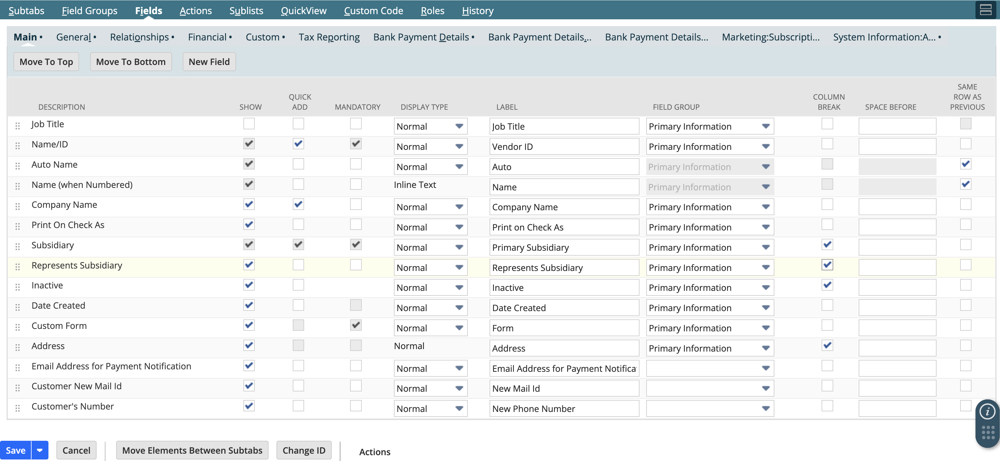 Subtabs Field Groups Fields Actions Sublists QuickView Custom Code Roles History
Main • General • Relationships • Financial • Custom • Tax Reporting Bank Payment Details • Bank Payment Details... Bank Payment Details... Marketing:Subscripti... System Information:A... •
Move To Top Move To Bottom New Field
DESCRIPTION SHOW QUICK ADD MANDATORY DISPLAY TYPE LABEL FIELD GROUP COLUMN BREAK SPACE BEFORE SAME ROW AS PREVIOUS
Job Title Normal Job Title Primary Information
Name/ID Normal Vendor ID Primary Information
Auto Name Normal Auto Primary Information
Name (when Numbered) Inline Text Name Primary Information
Company Name Normal Company Name Primary Information
Print On Check As Normal Print on Check As Primary Information
Subsidiary Normal Primary Subsidiary Primary Information
Represents Subsidiary Normal Represents Subsidiary Primary Information
Inactive Normal Inactive Primary Information
Date Created Normal Date Created Primary Information
Custom Form Normal Form Primary Information
Address Normal Address Primary Information
Email Address for Payment Notification Normal Email Address for Payment Notifica
Customer New Mail Id Normal New Mail Id
Customer's Number Normal New Phone Number
Save Cancel Move Elements Between Subtabs Change ID Actions